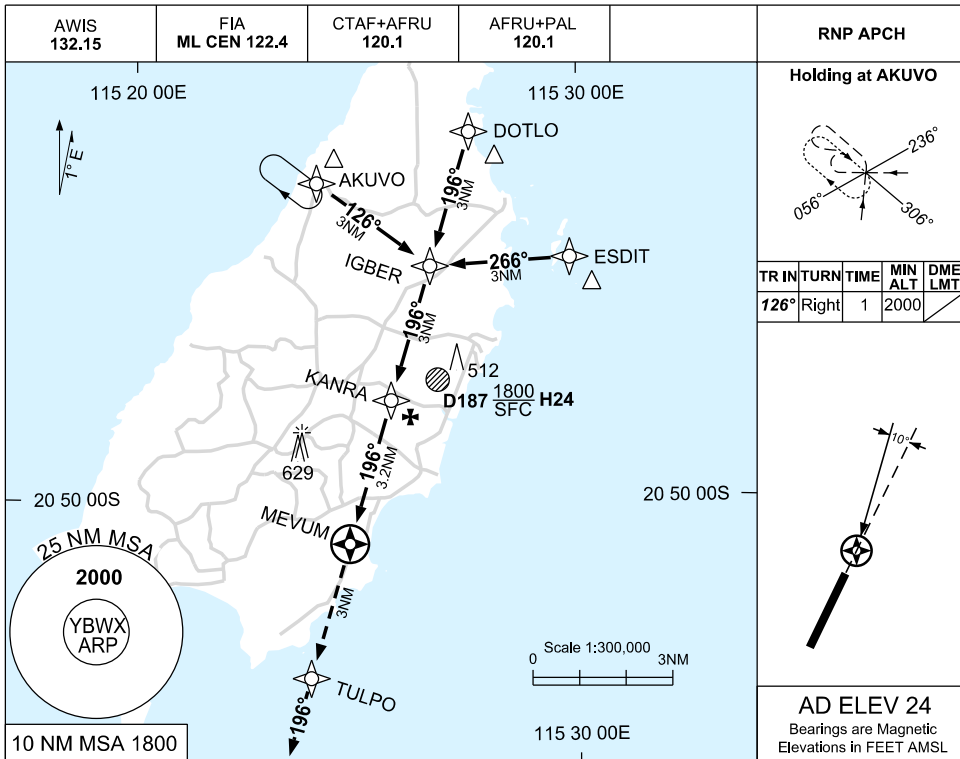 AWIS
132.15
FIA
ML CEN 122.4
CTAF+AFRU
120.1
AFRU+PAL
120.1
RNP APCH
115 20 00E
115 30 00E
1° E
DOTLO
AKUVO
196°
3NM
126°
3NM
IGBER
266°
3NM
ESDIT
196°
3NM
KANRA
512
D187 1800 H24
SFC
629
196°
3.2NM
20 50 00S
20 50 00S
MEVUM
25 NM MSA
2000
YBWX
ARP
3NM
TULPO
196°
Scale 1:300,000
0
3NM
115 30 00E
10 NM MSA 1800
Holding at AKUVO
236°
056°
306°
TR IN TURN TIME MIN ALT DME LMT
126° Right 1 2000
10°
AD ELEV 24
Bearings are Magnetic
Elevations in FEET AMSL